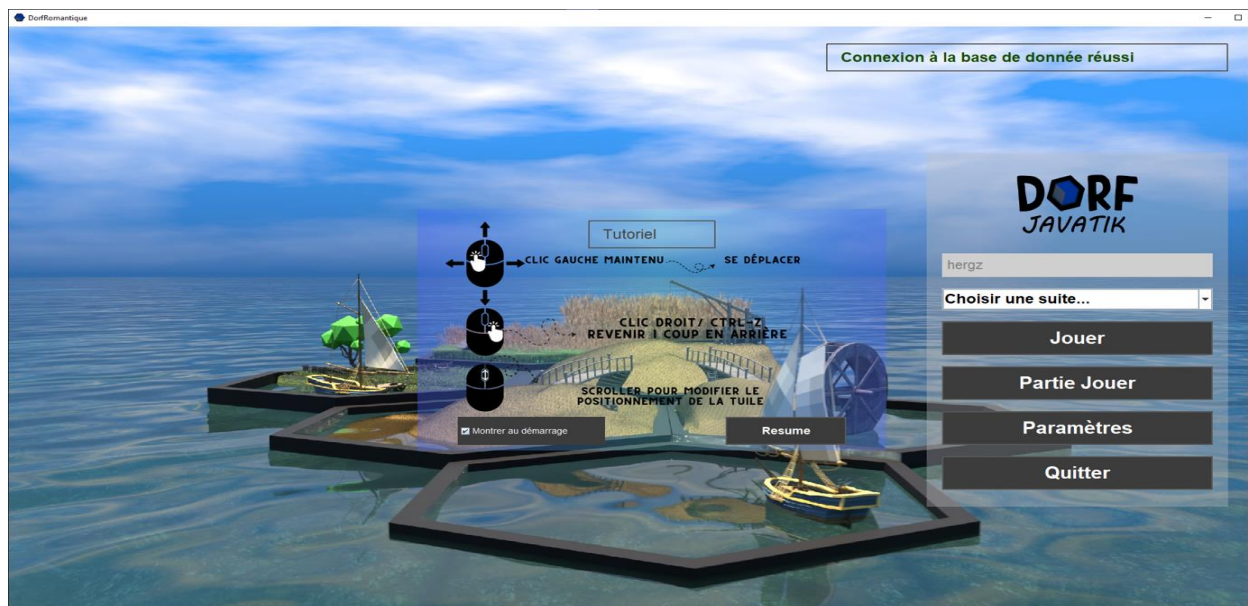 DorfRomantique
Connexion à la base de donnée réussi
DORF
JAVATIK
Tutoriel
CLIC GAUCHE MAINTENU SE DÉPLACER
CLIC DROIT/ CTRL-Z
REVENIR 1 COUP EN ARRIÈRE
SCROLLER POUR MODIFIER LE
POSITIONNEMENT DE LA TUILE
Montrer au démarrage
Resume
hergz
Choisir une suite...
Jouer
Partie Jouer
Paramètres
Quitter